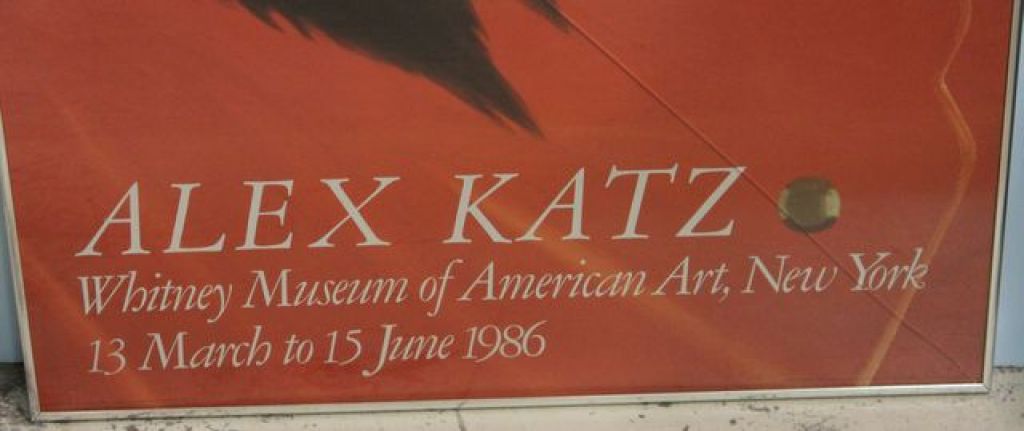 ALEX KATZ
Whitney Museum of American Art, New York
13 March to 15 June 1986